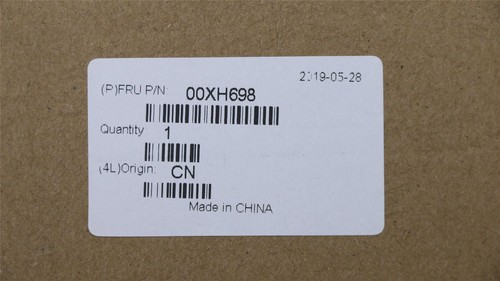 2019-05-28
(P)FRU P/N: 00XH698
Quantity 1
(4L)Origin: CN
Made in CHINA